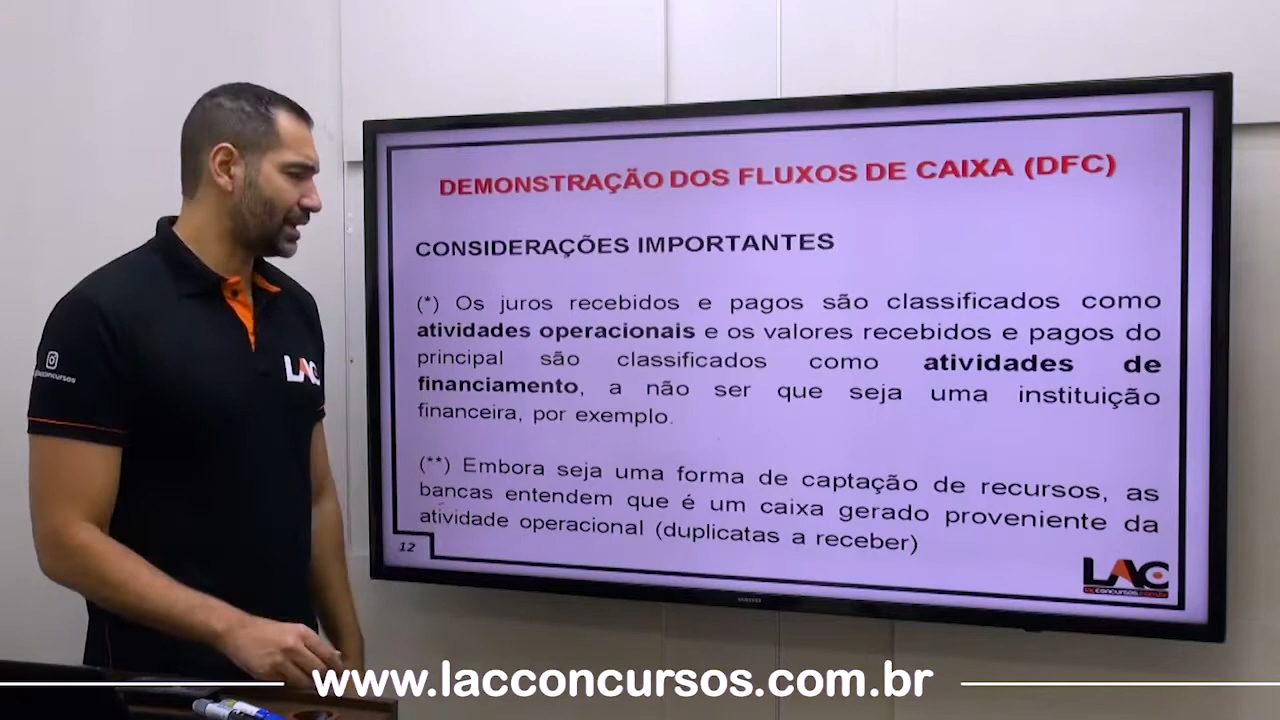 DEMONSTRAÇÃO DOS FLUXOS DE CAIXA (DFC)
CONSIDERAÇÕES IMPORTANTES
(*) Os juros recebidos e pagos são classificados como
atividades operacionais e os valores recebidos e pagos do
principal são classificados como atividades de
financiamento, a não ser que seja uma instituição
financeira, por exemplo.
(**) Embora seja uma forma de captação de recursos, as
bancas entendem que é um caixa gerado proveniente da
atividade operacional (duplicatas a receber)
12
LAC
LAC
SAMSUNG
www.lacconcursos.com.br